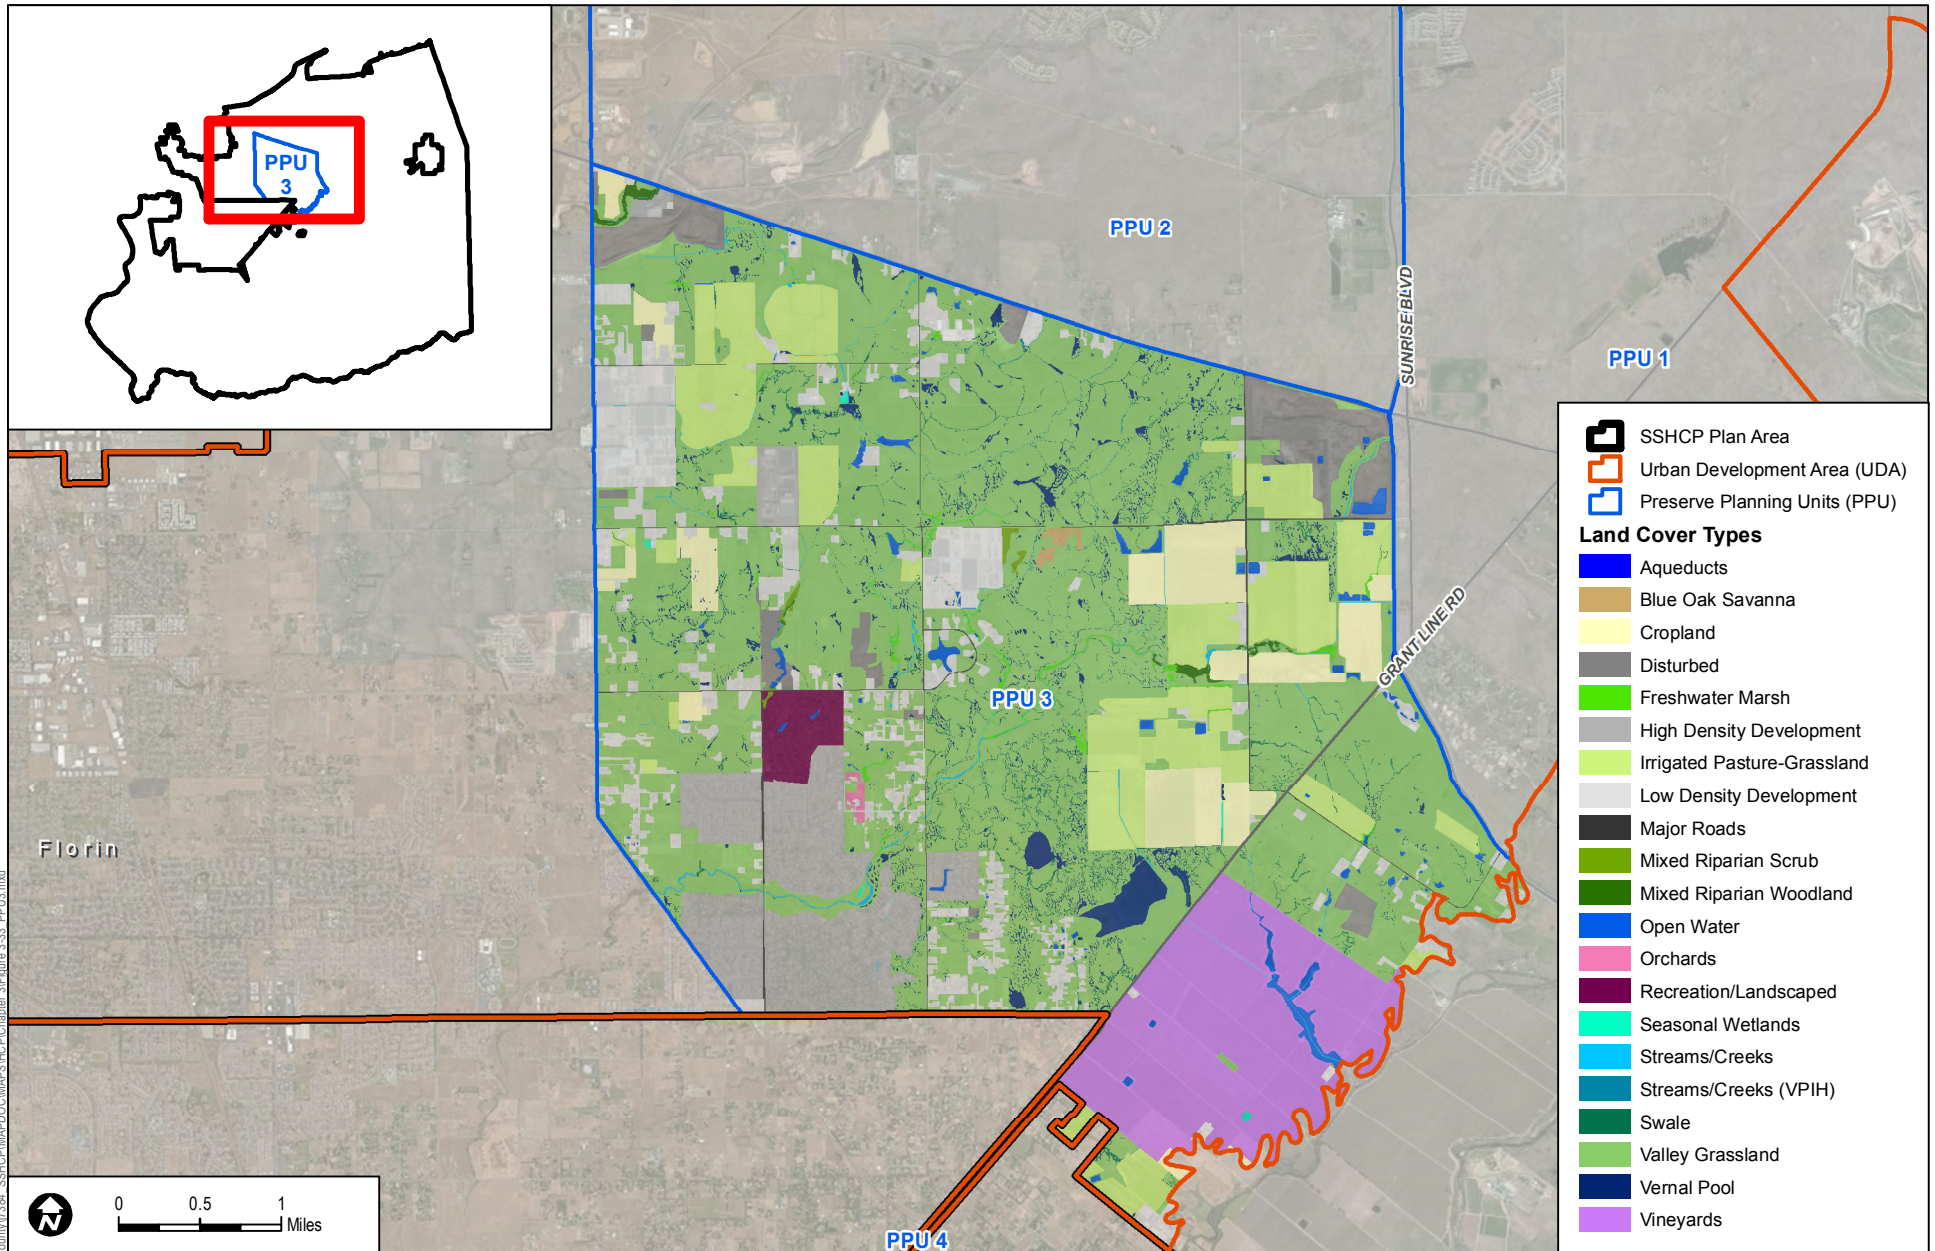 PPU
3
PPU 2
SUNRISE BLVD
PPU 1
GRANT LINE RD
PPU 3
Florin
PPU 4
SSHCP Plan Area
Urban Development Area (UDA)
Preserve Planning Units (PPU)
Land Cover Types
Aqueducts
Blue Oak Savanna
Cropland
Disturbed
Freshwater Marsh
High Density Development
Irrigated Pasture-Grassland
Low Density Development
Major Roads
Mixed Riparian Scrub
Mixed Riparian Woodland
Open Water
Orchards
Recreation/Landscaped
Seasonal Wetlands
Streams/Creeks
Streams/Creeks (VPIH)
Swale
Valley Grassland
Vernal Pool
Vineyards
N
0 0.5 1
Miles